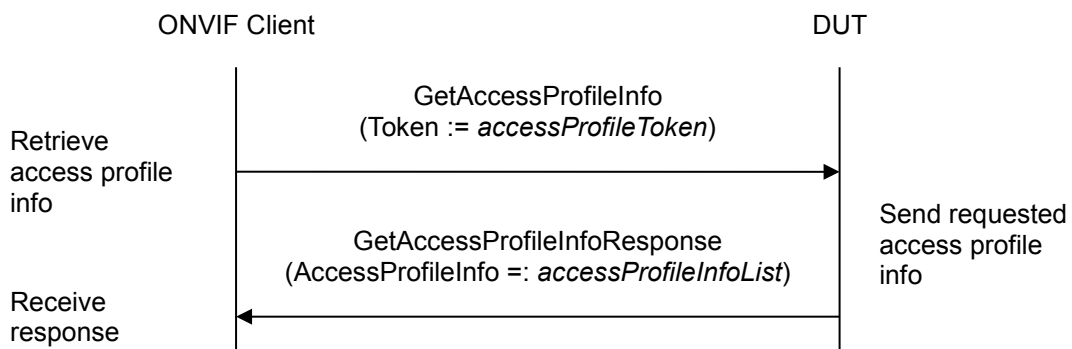 ONVIF Client
DUT
GetAccessProfileInfo
(Token := accessProfileToken)
Retrieve
access profile
info
Send requested
access profile
info
GetAccessProfileInfoResponse
(AccessProfileInfo =: accessProfileInfoList)
Receive
response